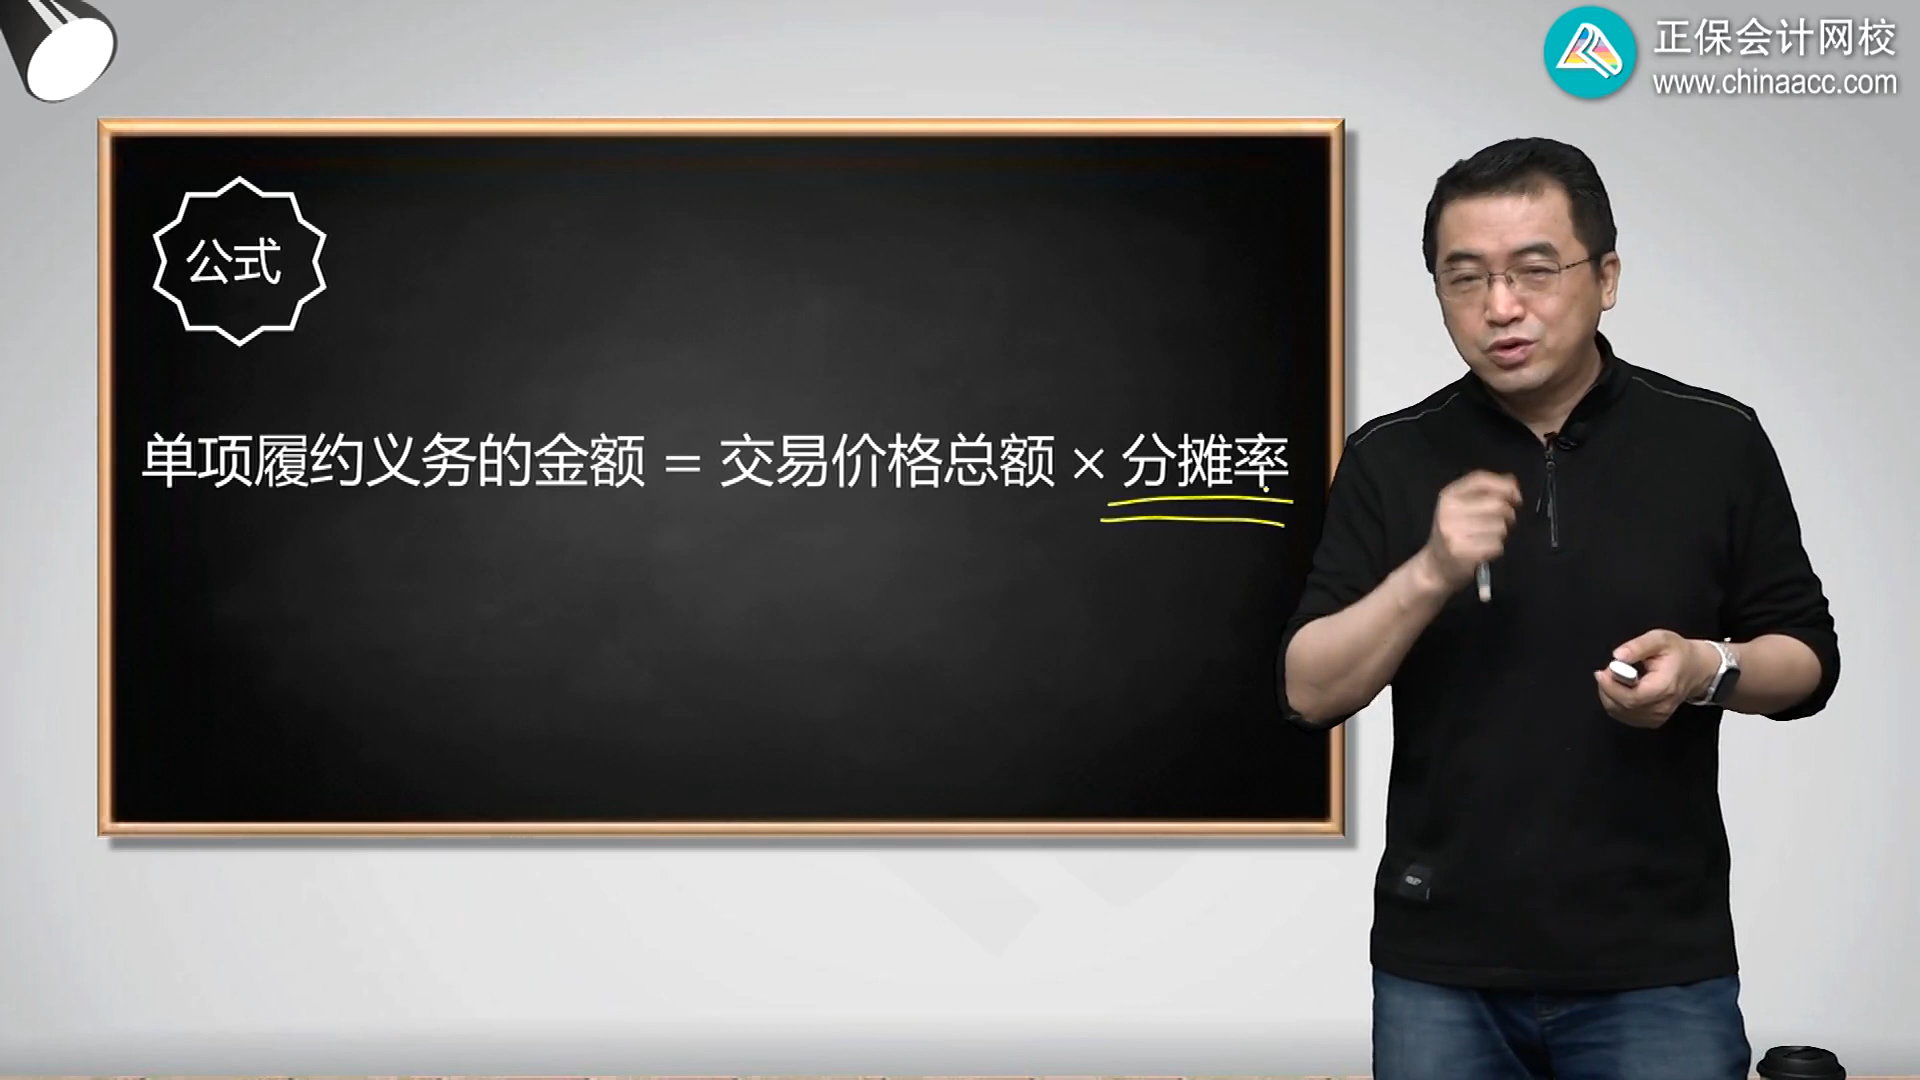 正保会计网校
www.chinaacc.com
公式
单项履约义务的金额 = 交易价格总额 × 分摊率